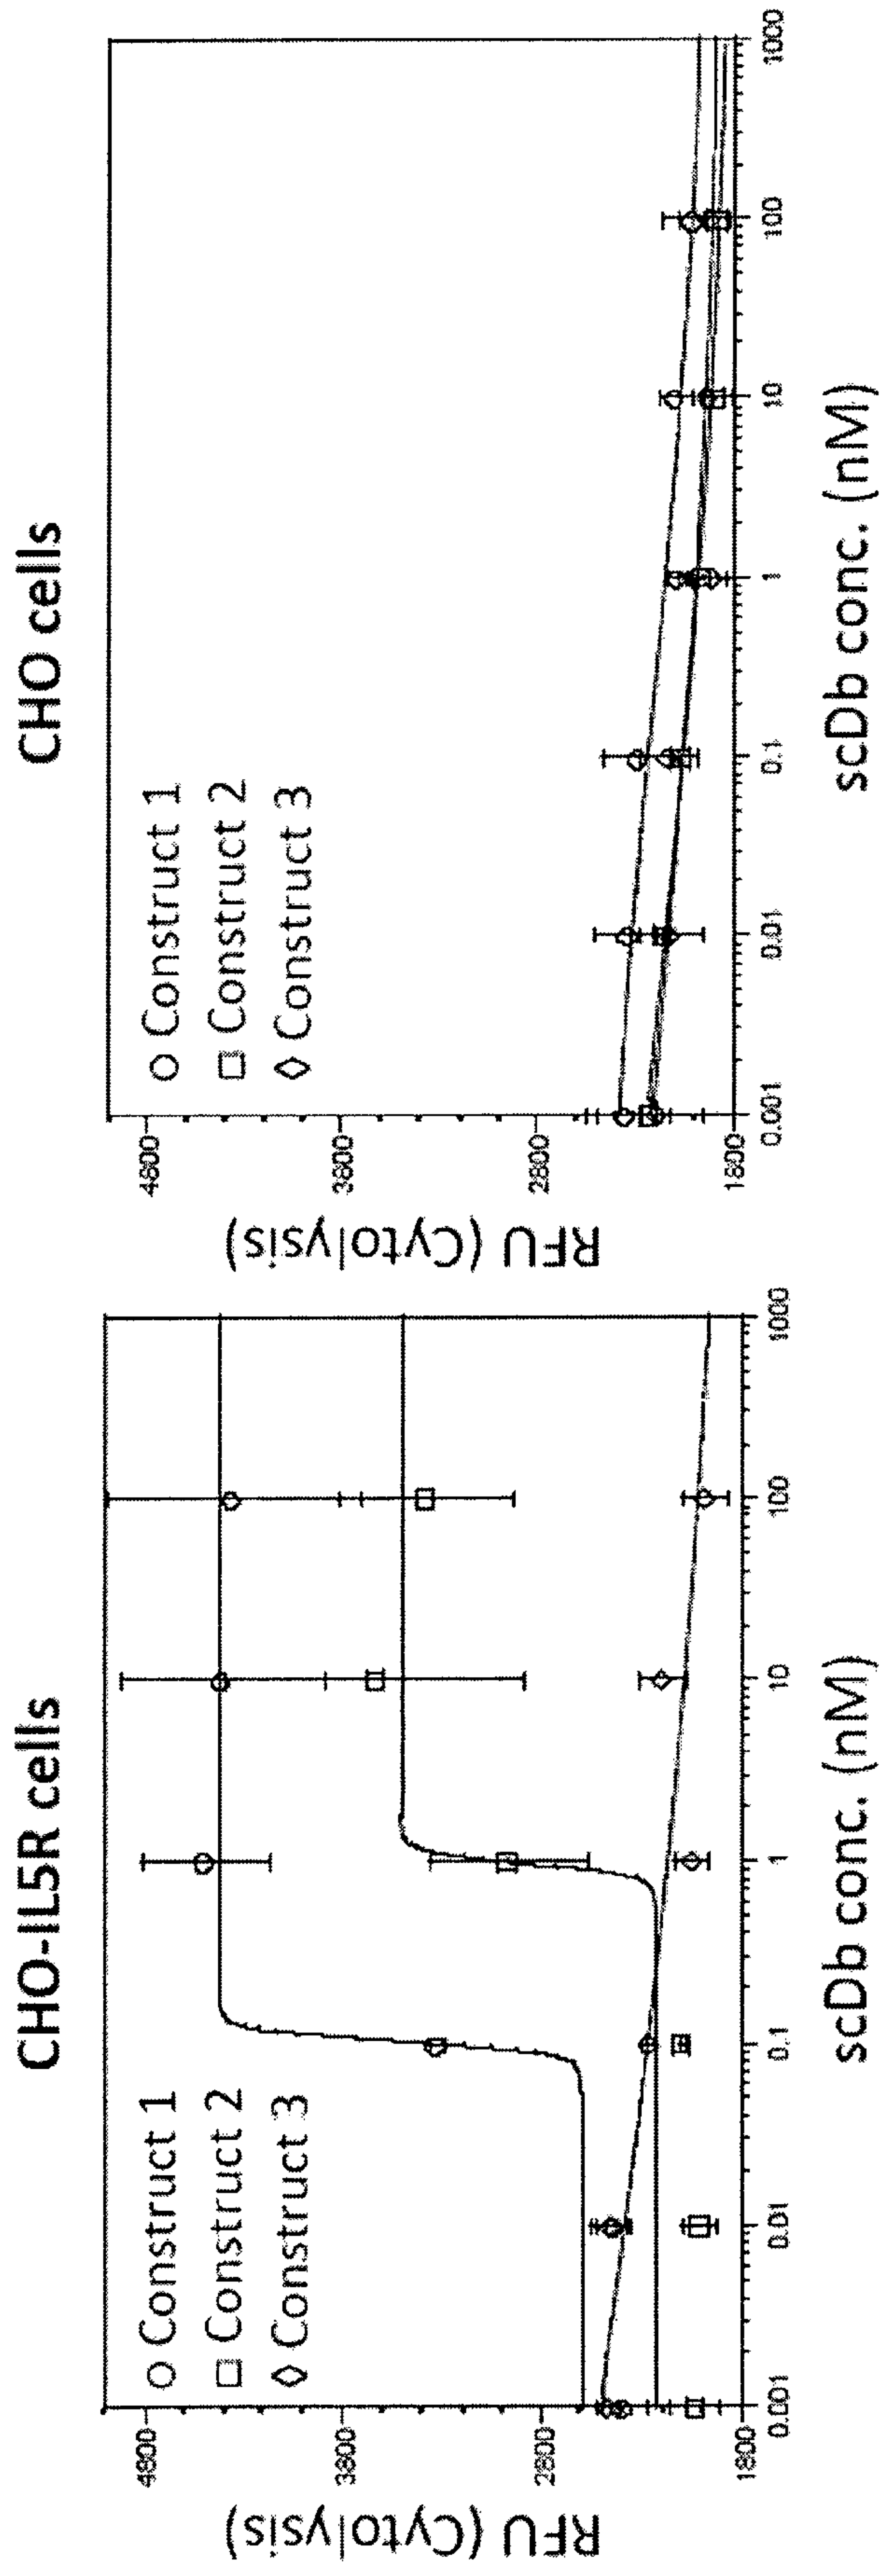 CHO-IL5R cells
Construct 1
Construct 2
Construct 3
RFU (Cytolysis)
4800
3800
2800
1800
0.001
0.01
0.1
1
10
100
1000
scDb conc. (nM)
CHO cells
Construct 1
Construct 2
Construct 3
RFU (Cytolysis)
4800
3800
2800
1800
0.001
0.01
0.1
1
10
100
1000
scDb conc. (nM)